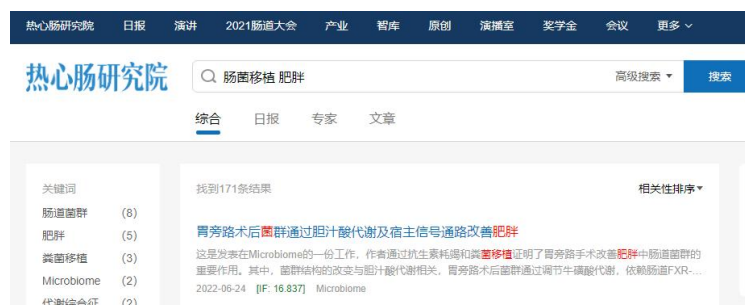 热心肠研究院 日报 演讲 2021肠道大会 产业 智库 原创 演播室 奖学金 会议 更多
热心肠研究院 肠菌移植 肥胖 高级搜索 搜索
综合 日报 专家 文章
关键词
肠道菌群 (8)
肥胖 (5)
粪菌移植 (3)
Microbiome (2)
代谢综合征 (2)
找到171条结果 相关性排序
胃旁路术后菌群通过胆汁酸代谢及宿主信号通路改善肥胖
这是发表在Microbiome的一份工作，作者通过抗生素耗竭和粪菌移植证明了胃旁路手术改善肥胖中肠道菌群的
重要作用。其中，菌群结构的改变与胆汁酸代谢相关，胃旁路术后菌群通过调节牛磺酸代谢，依赖肠道FXR-...
2022-06-24 [IF: 16.837] Microbiome